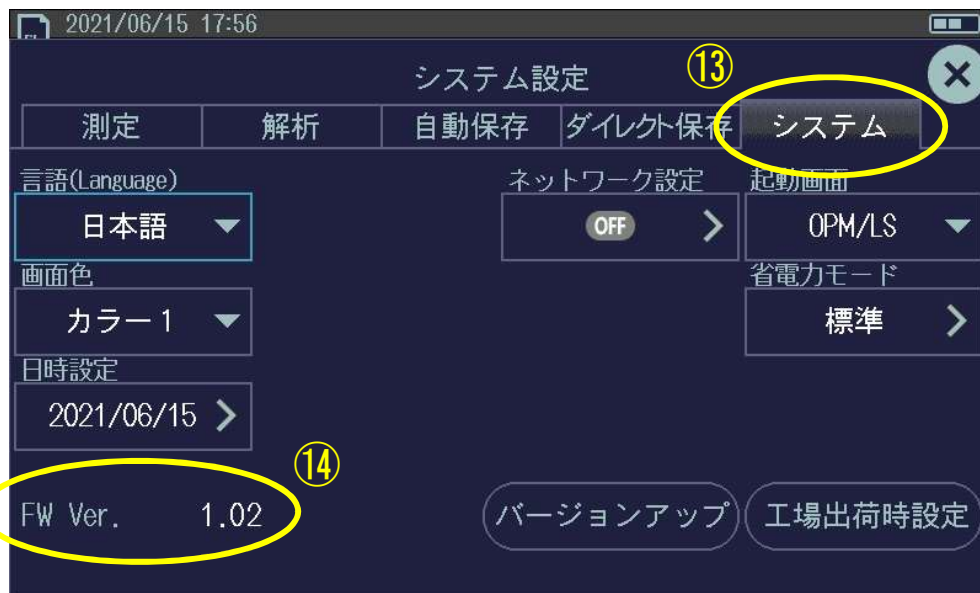 2021/06/15 17:56
システム設定
⑬
測定 解析 自動保存 ダイレクト保存 システム
言語(Language) ネットワーク設定 起動画面
日本語 OFF OPM/LS
画面色 省電力モード
カラー1 標準
日時設定
2021/06/15
⑭
FW Ver. 1.02 バージョンアップ 工場出荷時設定